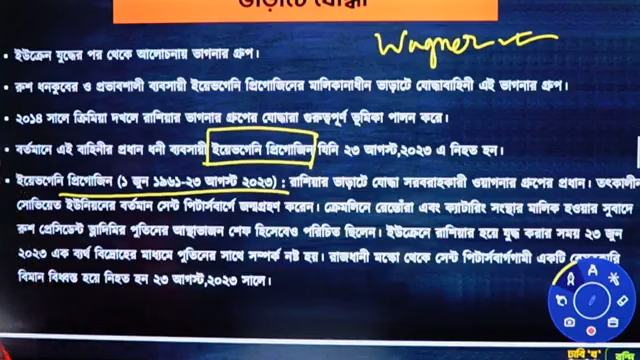 ভাড়াটে যোদ্ধা
Wagner
• ইউক্রেন যুদ্ধের পর থেকে আলোচনায় ভাগনার গ্রুপ।
• রুশ ধনকুবের ও প্রভাবশালী ব্যবসায়ী ইয়েভগেনি প্রিগোজিনের মালিকানাধীন ভাড়াটে যোদ্ধাবাহিনী এই ভাগনার গ্রুপ।
• ২০১৪ সালে ক্রিমিয়া দখলে রাশিয়ার ভাগনার গ্রুপের যোদ্ধারা গুরুত্বপূর্ণ ভূমিকা পালন করে।
• বর্তমানে এই বাহিনীর প্রধান ধনী ব্যবসায়ী ইয়েভগেনি প্রিগোজিন যিনি ২৩ আগস্ট,২০২৩ এ নিহত হন।
• ইয়েভগেনি প্রিগোজিন (১ জুন ১৯৬১-২৩ আগস্ট ২০২৩) : রাশিয়ার ভাড়াটে যোদ্ধা সরবরাহকারী ওয়াগনার গ্রুপের প্রধান। তৎকালীন
সোভিয়েত ইউনিয়নের বর্তমান সেন্ট পিটার্সবার্গে জন্মগ্রহণ করেন। ক্রেমলিনে রেস্তোরাঁ এবং ক্যাটারিং সংস্থার মালিক হওয়ার সুবাদে
রুশ প্রেসিডেন্ট ভ্লাদিমির পুতিনের আস্থাভাজন শেফ হিসেবেও পরিচিত ছিলেন। ইউক্রেনে রাশিয়ার হয়ে যুদ্ধ করার সময় ২৩ জুন
২০২৩ এক ব্যর্থ বিদ্রোহের মাধ্যমে পুতিনের সাথে সম্পর্ক নষ্ট হয়। রাজধানী মস্কো থেকে সেন্ট পিটার্সবার্গগামী একটি
বিমান বিধ্বস্ত হয়ে নিহত হন ২৩ আগস্ট,২০২৩ সালে।